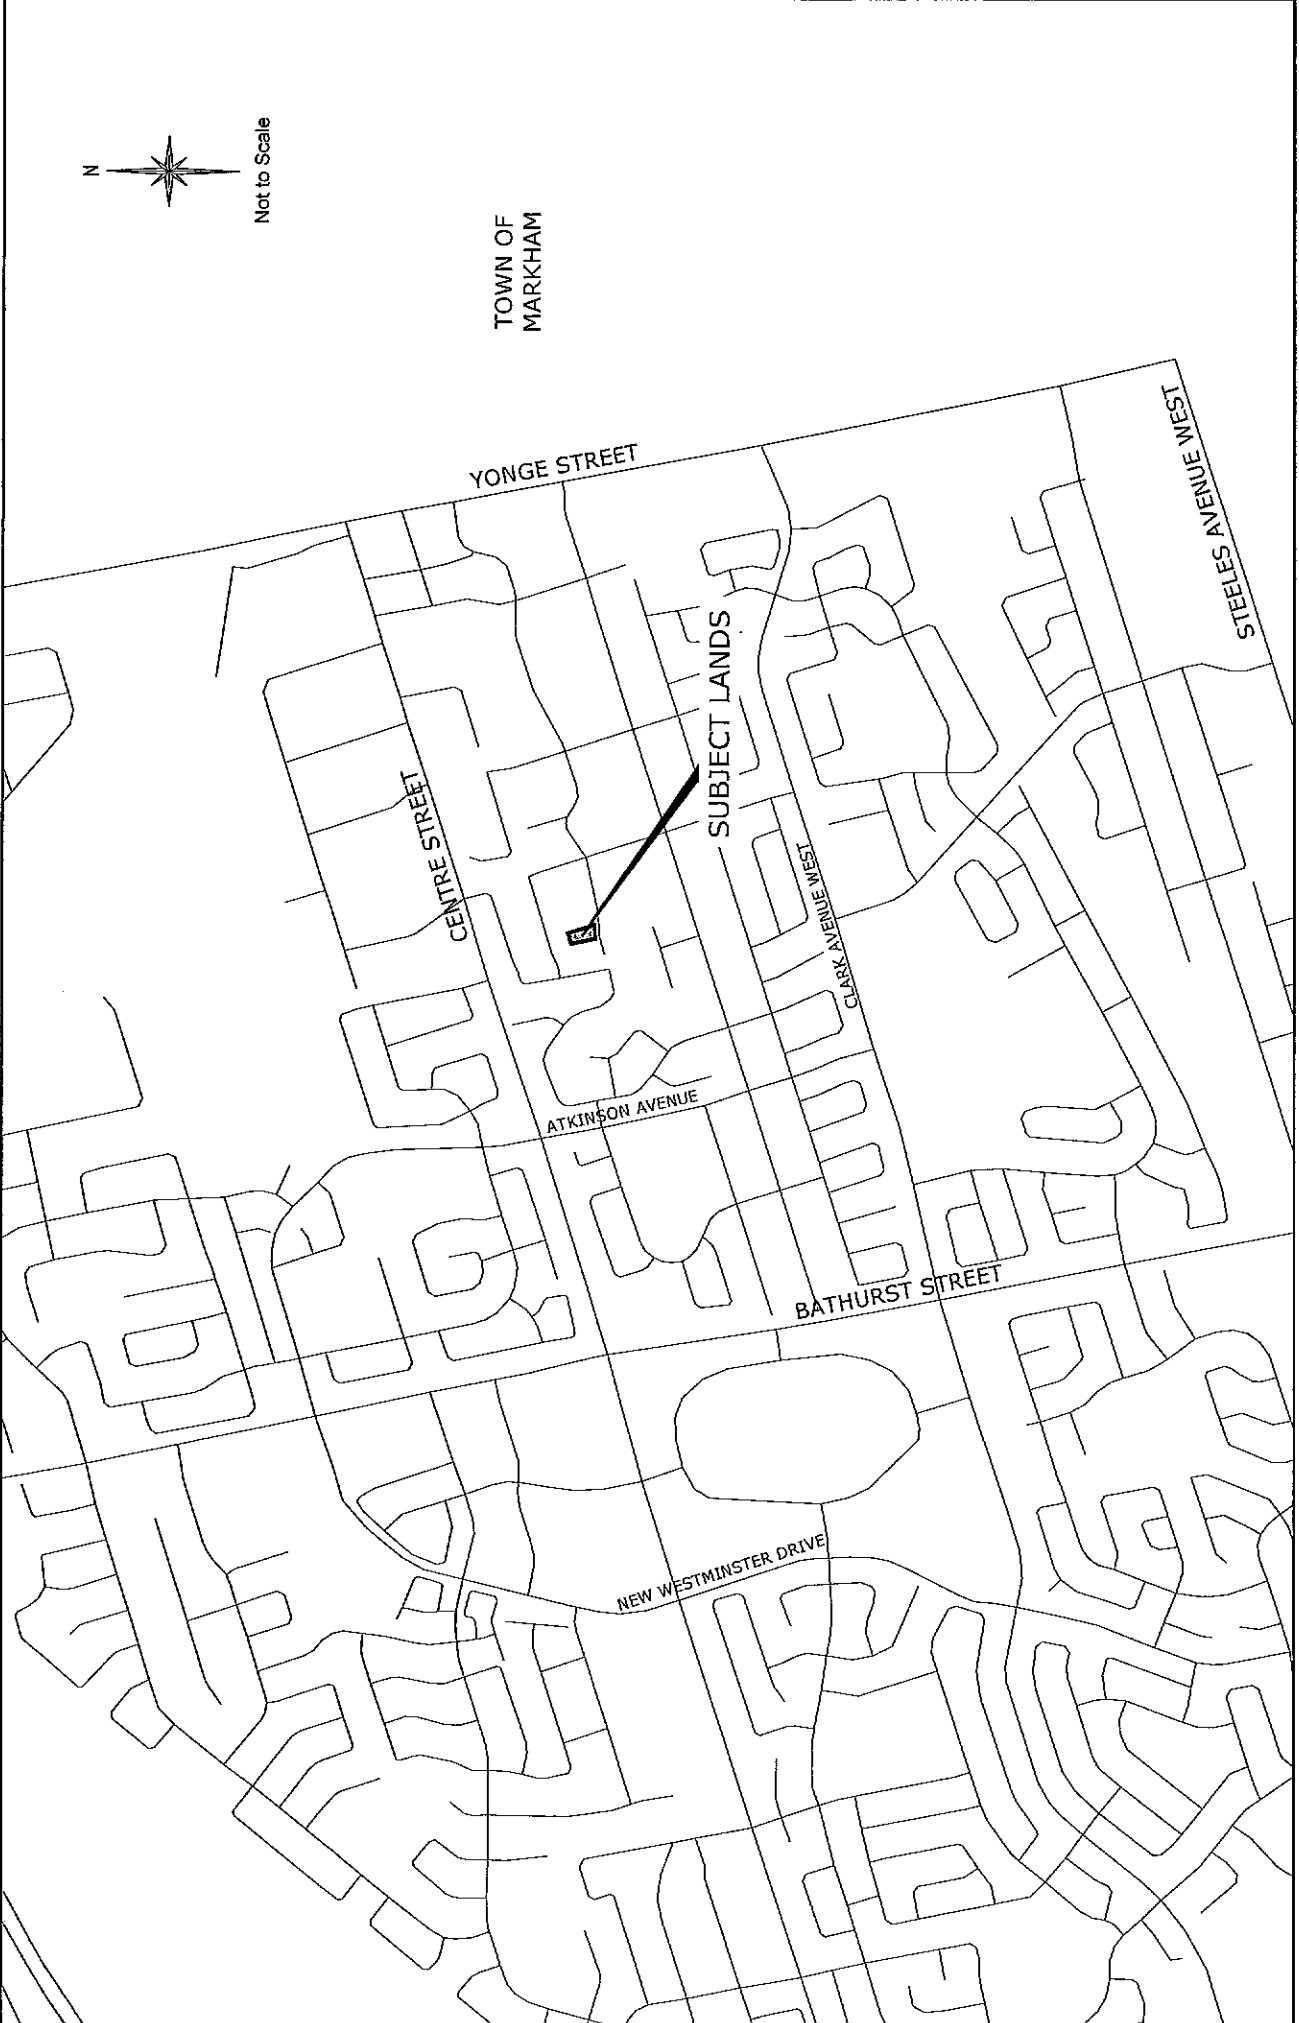 N
Not to Scale
TOWN OF
MARKHAM
YONGE STREET
STEELES AVENUE WEST
SUBJECT LANDS
CENTRE STREET
CLARK AVENUE WEST
ATKINSON AVENUE
BATHURST STREET
NEW WESTMINSTER DRIVE